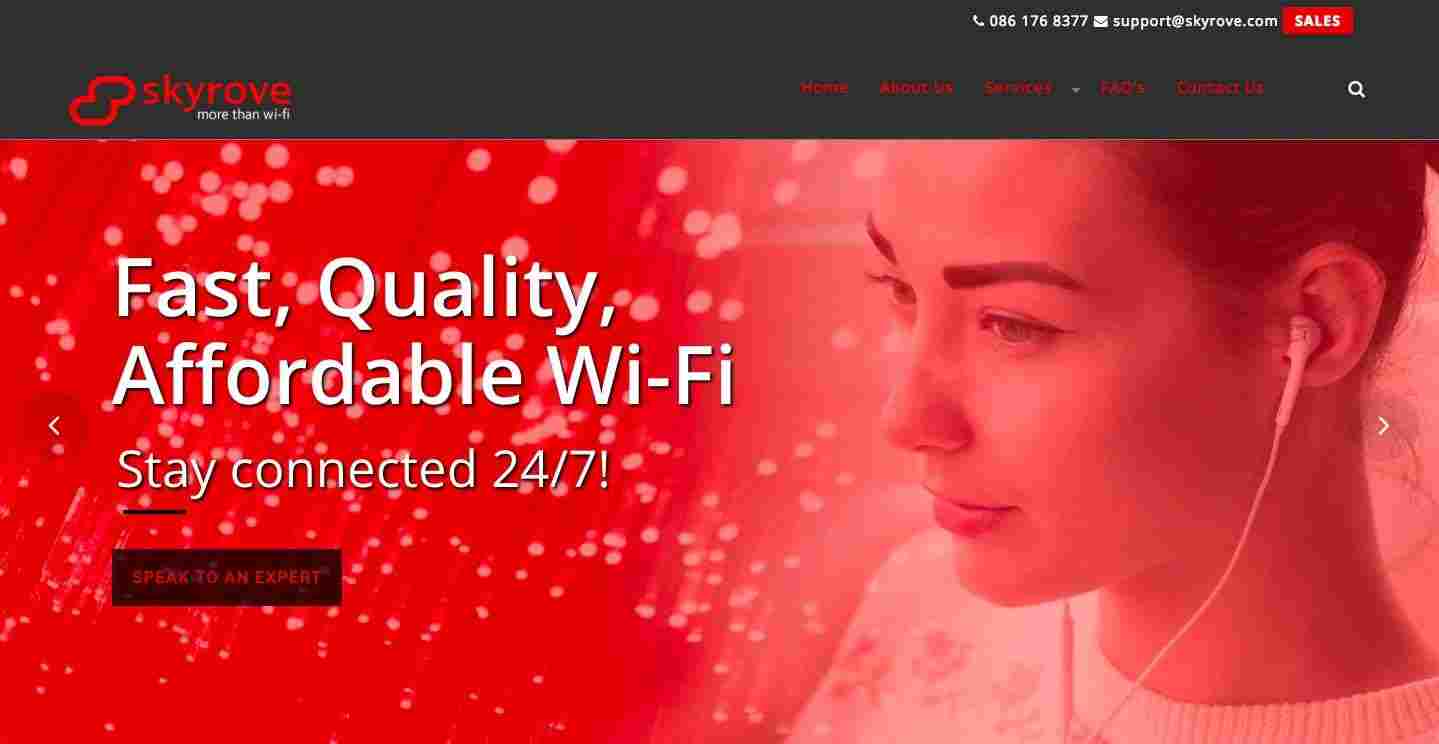 086 176 8377 support@skyrove.com SALES
skyrove
more than wi-fi
Home About Us Services FAQ's Contact Us
Fast, Quality,
Affordable Wi-Fi
Stay connected 24/7!
SPEAK TO AN EXPERT